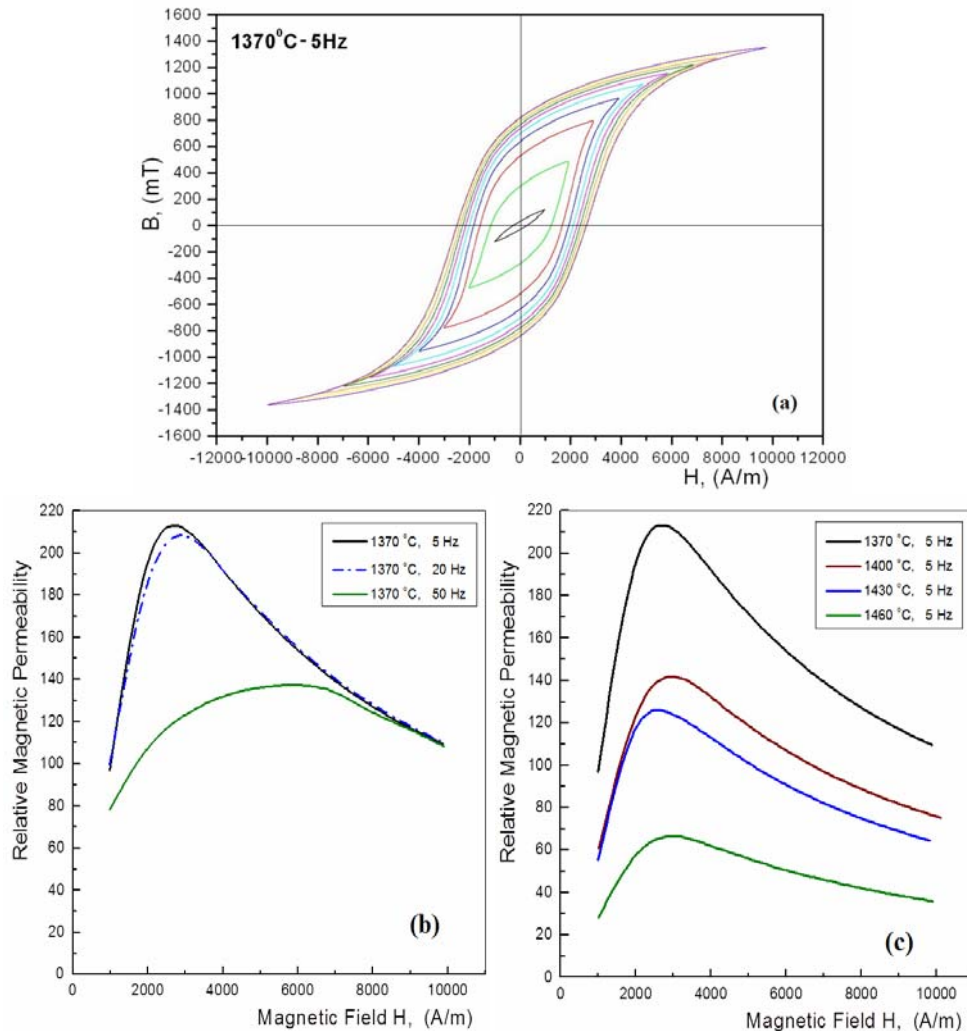 1370⁰C-5Hz
1600
1400
1200
1000
800
600
400
200
0
-200
-400
-600
-800
-1000
-1200
-1400
-1600
B, (mT)
(a)
-12000 -10000 -8000 -6000 -4000 -2000 0 2000 4000 6000 8000 10000 12000
H, (A/m)
220
200
180
160
140
120
100
80
60
40
20
0
Relative Magnetic Permeability
1370 °C, 5 Hz
1370 °C, 20 Hz
1370 °C, 50 Hz
(b)
0 2000 4000 6000 8000 10000
Magnetic Field H, (A/m)
220
200
180
160
140
120
100
80
60
40
20
0
Relative Magnetic Permeability
1370 °C, 5 Hz
1400 °C, 5 Hz
1430 °C, 5 Hz
1460 °C, 5 Hz
(c)
0 2000 4000 6000 8000 10000
Magnetic Field H, (A/m)